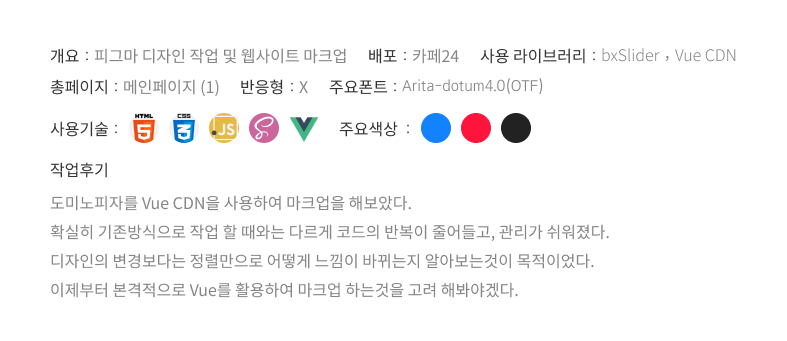 개요 : 피그마 디자인 작업 및 웹사이트 마크업 배포 : 카페24 사용 라이브러리 : bxSlider , Vue CDN
총페이지 : 메인페이지 (1) 반응형 : X 주요폰트 : Arita-dotum4.0(OTF)
사용기술 : HTML 5 CSS 3 JS S 주요색상 :
작업후기
도미노피자를 Vue CDN을 사용하여 마크업을 해보았다.
확실히 기존방식으로 작업 할 때와는 다르게 코드의 반복이 줄어들고, 관리가 쉬워졌다.
디자인의 변경보다는 정렬만으로 어떻게 느낌이 바뀌는지 알아보는것이 목적이었다.
이제부터 본격적으로 Vue를 활용하여 마크업 하는것을 고려 해봐야겠다.